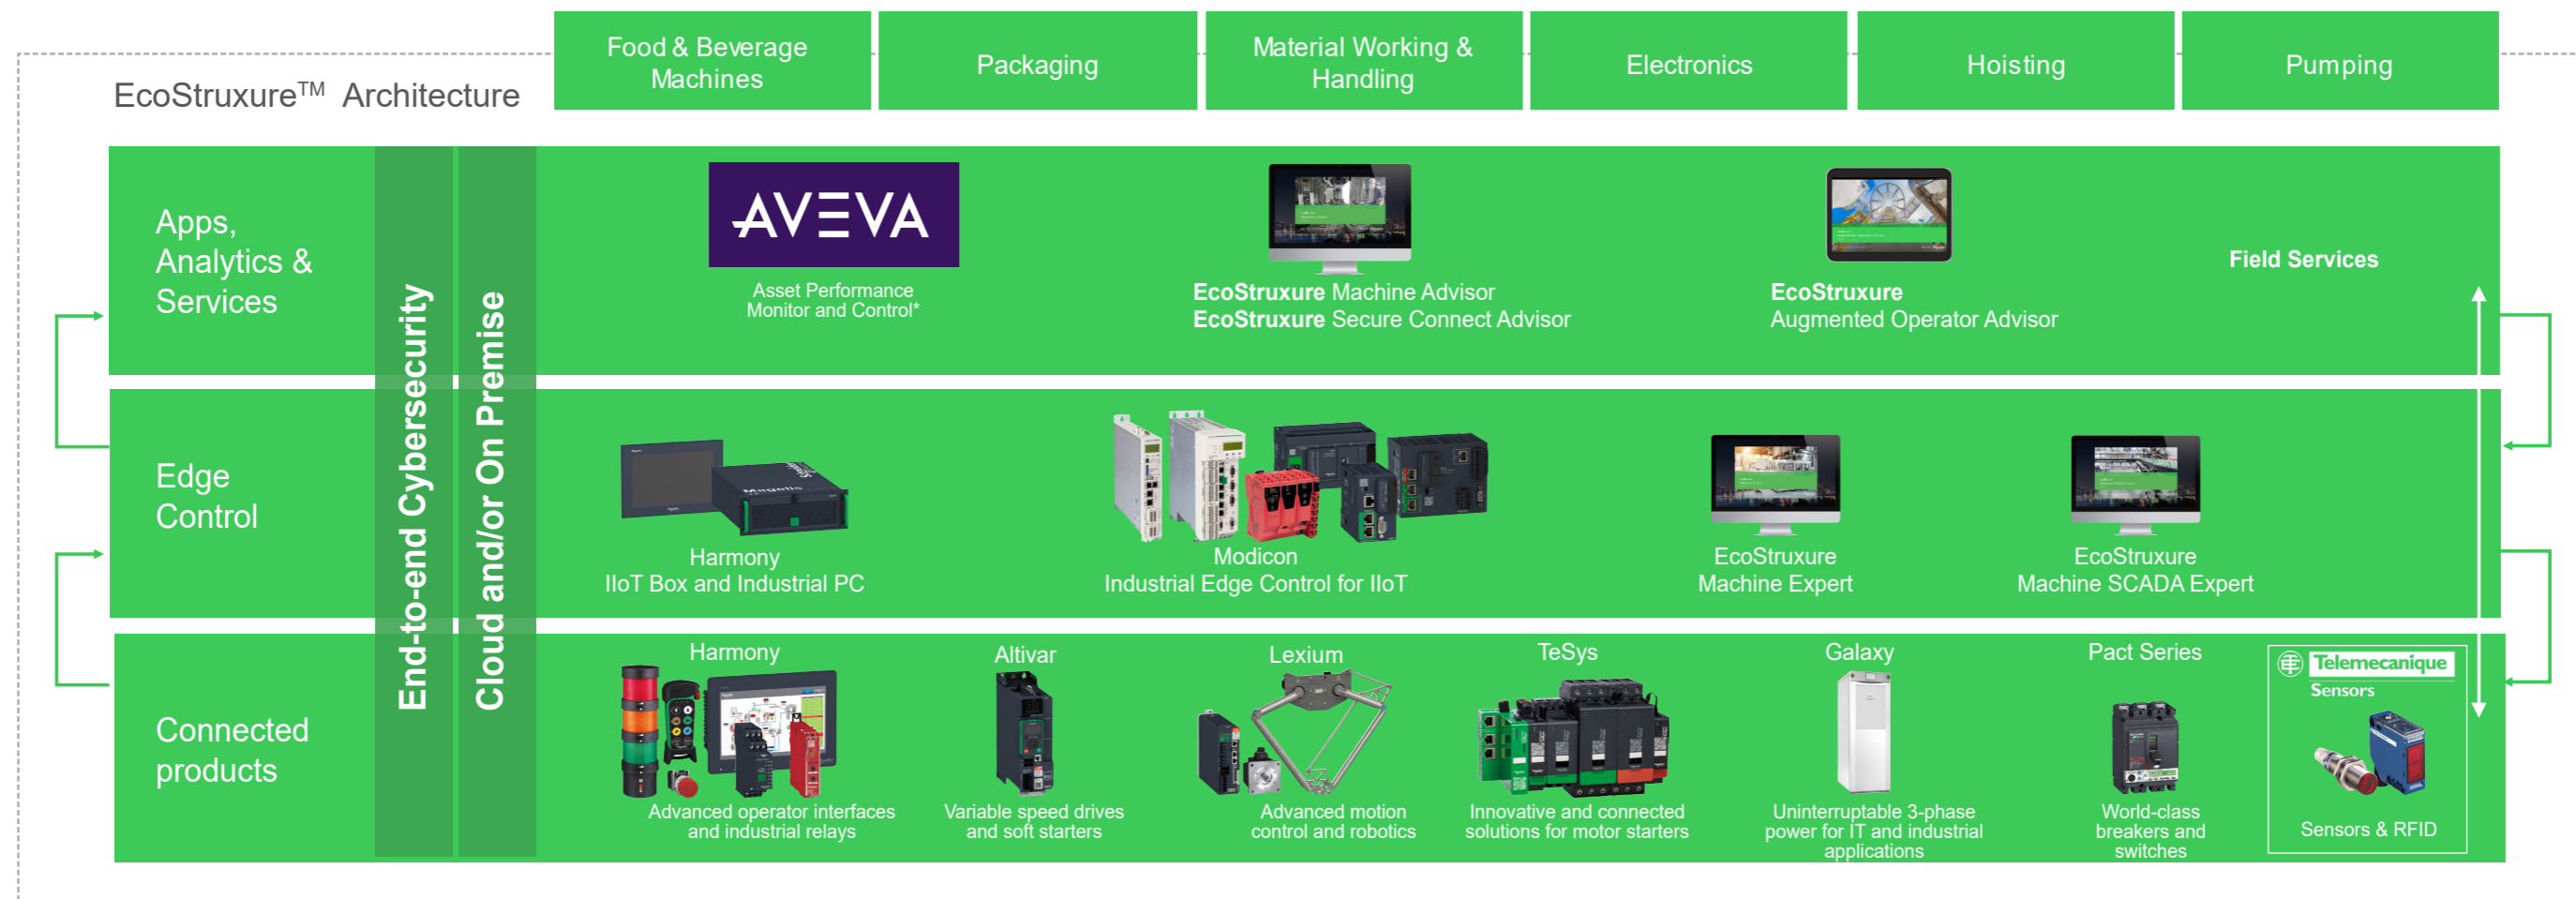 Food & Beverage
Machines
Packaging
Material Working &
Handling
Electronics
Hoisting
Pumping
EcoStruxure™ Architecture
Apps,
Analytics &
Services
End-to-end Cybersecurity
Cloud and/or On Premise
AVEVA
Asset Performance
Monitor and Control*
EcoStruxure Machine Advisor
EcoStruxure Secure Connect Advisor
EcoStruxure
Augmented Operator Advisor
Field Services
Edge
Control
Magelis
Harmony
IIoT Box and Industrial PC
Modicon
Industrial Edge Control for IIoT
EcoStruxure
Machine Expert
EcoStruxure
Machine SCADA Expert
Connected
products
Harmony
Advanced operator interfaces
and industrial relays
Altivar
Variable speed drives
and soft starters
Lexium
Advanced motion
control and robotics
TeSys
Innovative and connected
solutions for motor starters
Galaxy
Uninterruptable 3-phase
power for IT and industrial
applications
Pact Series
World-class
breakers and
switches
Telemecanique
Sensors
Sensors & RFID